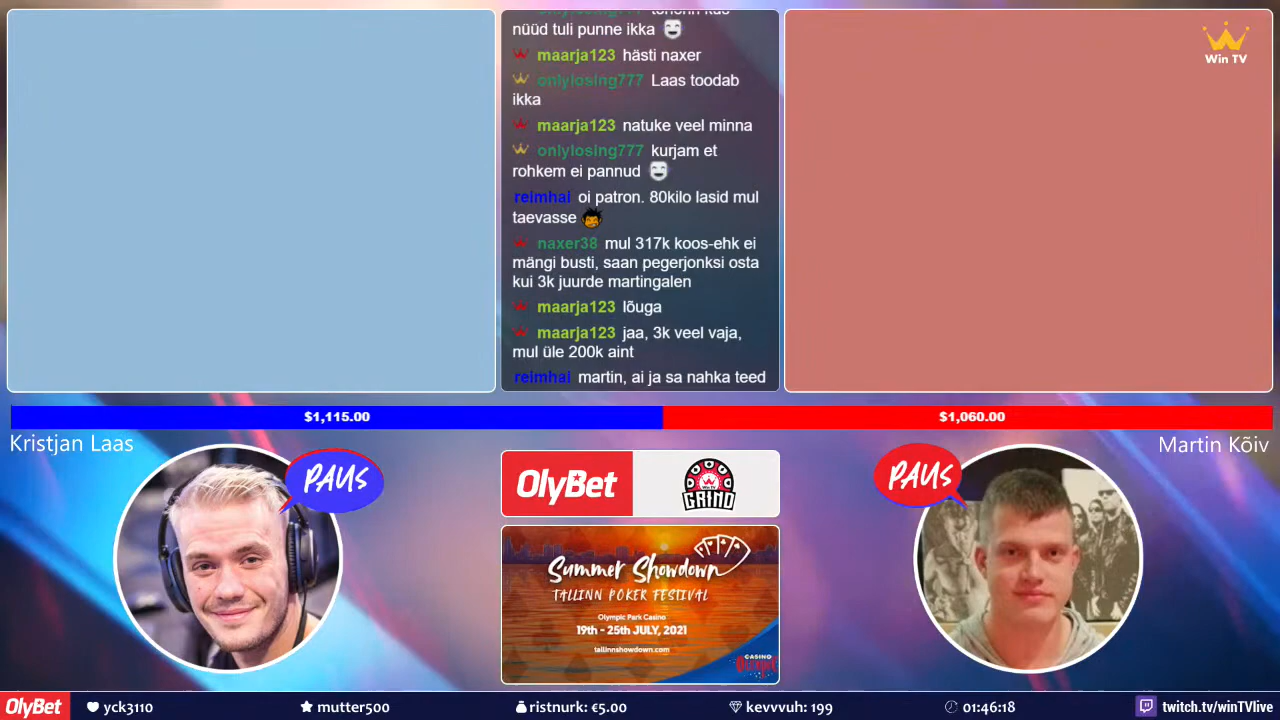 nüüd tuli punne ikka
maarja123 hästi naxer
onlylosing777 Laas toodab
ikka
maarja123 natuke veel minna
onlylosing777 kurjam et
rohkem ei pannud
reimhai oi patron. 80kilo lasid mul
taevasse
naxer38 mul 317k koos-ehk ei
mängi busti, saan pegerjonksi osta
kui 3k juurde martingalen
maarja123 lõuga
maarja123 jaa, 3k veel vaja,
mul üle 200k aint
reimhai martin, ai ja sa nahka teed
Win TV
$1,115.00
$1,060.00
Kristjan Laas
Martin Kõiv
PAUS
PAUS
OlyBet
Win TV
GRIND
Summer Showdown
TALLINN POKER FESTIVAL
Olympic Park Casino
19th - 25th JULY, 2021
tallinnshowdown.com
CASINO
Olympic
OlyBet
yck3110
mutter500
ristnurk: €5.00
kevvvuh: 199
01:46:18
twitch.tv/winTVlive